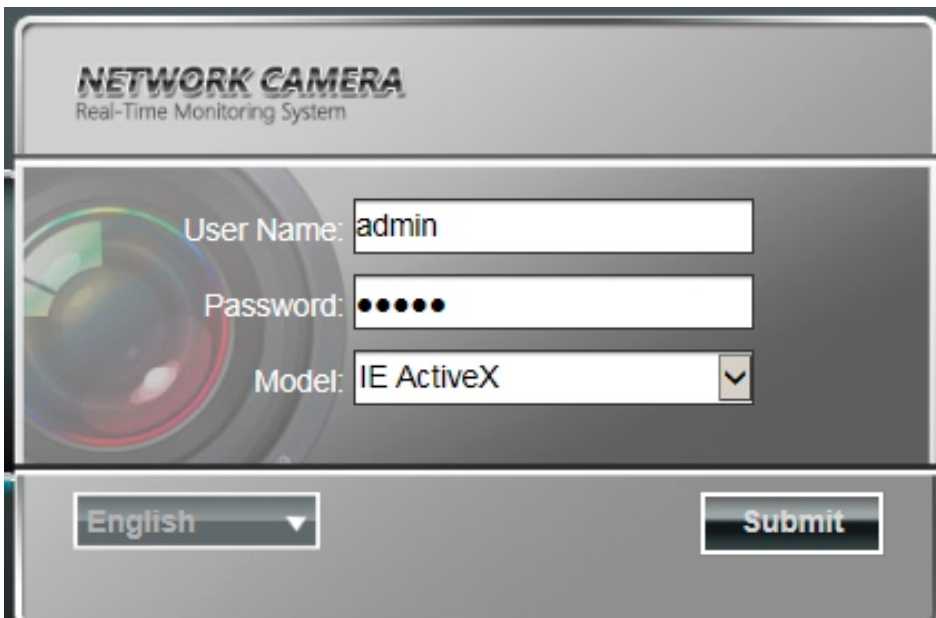 NETWORK CAMERA
Real-Time Monitoring System
User Name: admin
Password: •••••
Model: IE ActiveX
English
Submit